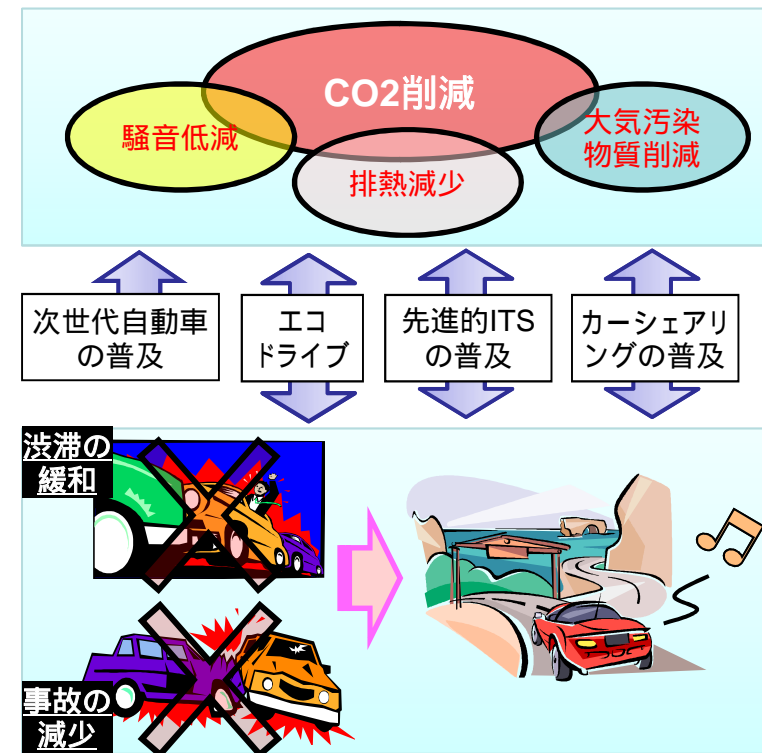 CO2削減
騒音低減
大気汚染
物質削減
排熱減少
次世代自動車
の普及
エコ
ドライブ
先進的ITS
の普及
カーシェアリ
ングの普及
渋滞の
緩和
事故の
減少